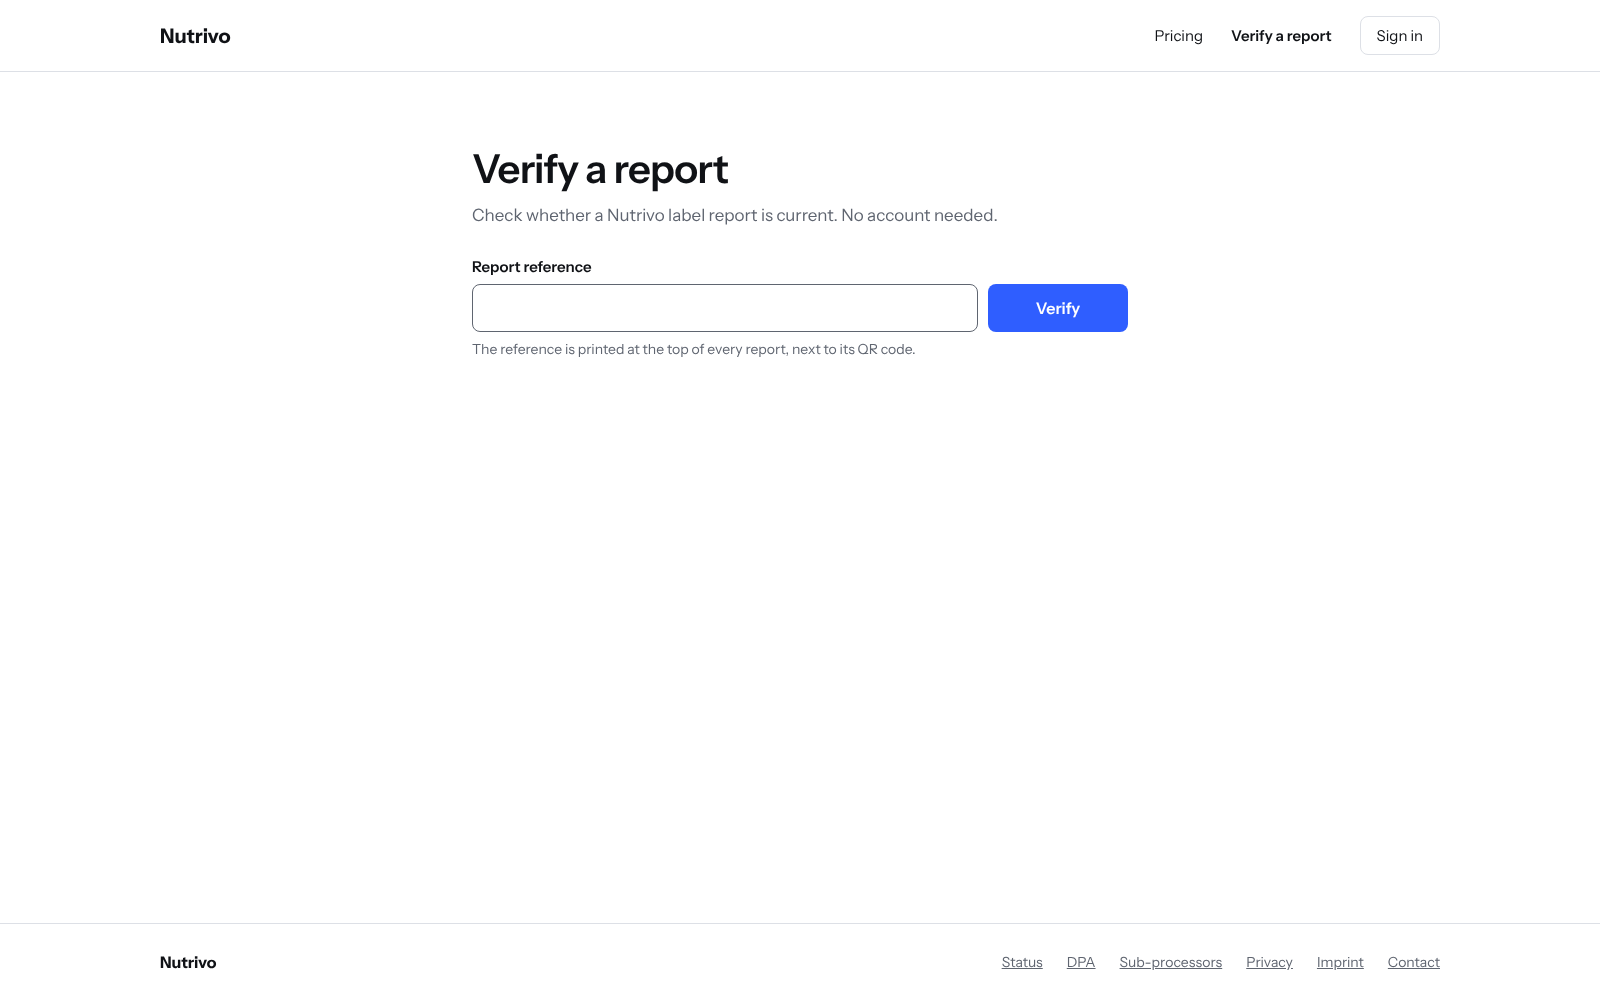 Nutrivo
Pricing
Verify a report
Sign in
Verify a report
Check whether a Nutrivo label report is current. No account needed.
Report reference
Verify
The reference is printed at the top of every report, next to its QR code.
Nutrivo
Status
DPA
Sub-processors
Privacy
Imprint
Contact